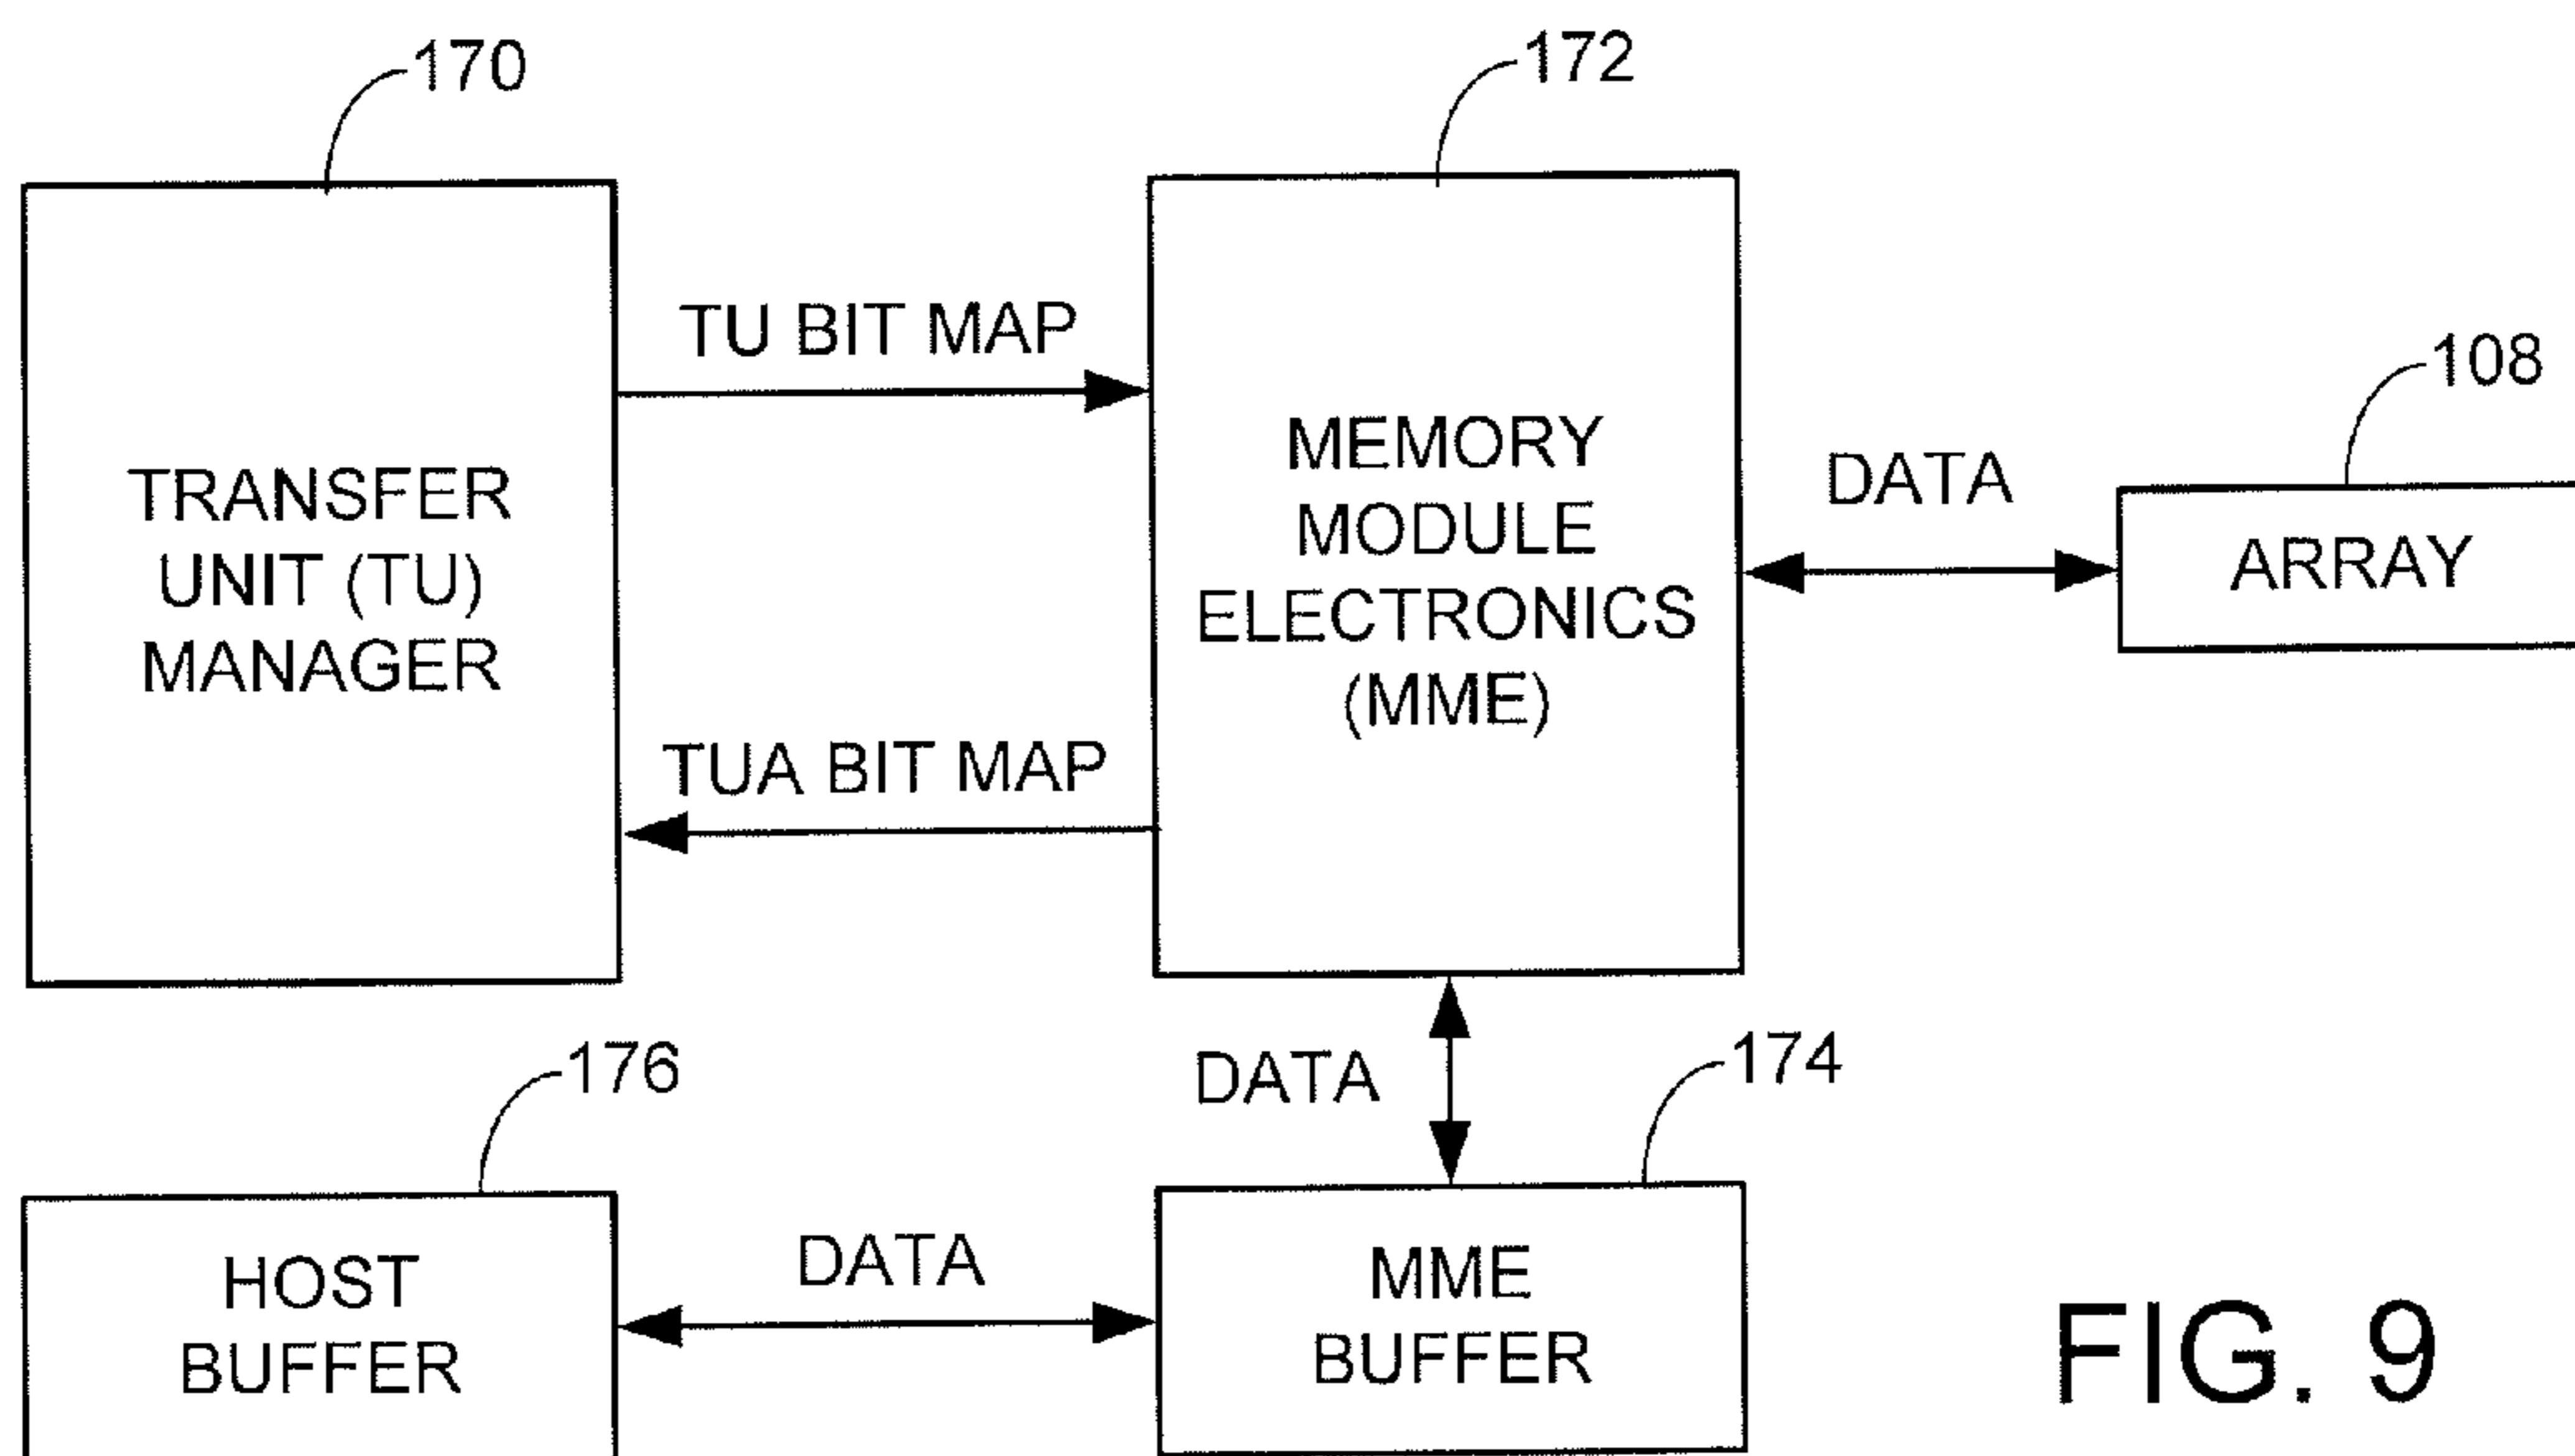 170
172
TRANSFER
UNIT (TU)
MANAGER
TU BIT MAP
TUA BIT MAP
MEMORY
MODULE
ELECTRONICS
(MME)
DATA
108
ARRAY
DATA
176
174
HOST
BUFFER
DATA
MME
BUFFER
FIG. 9